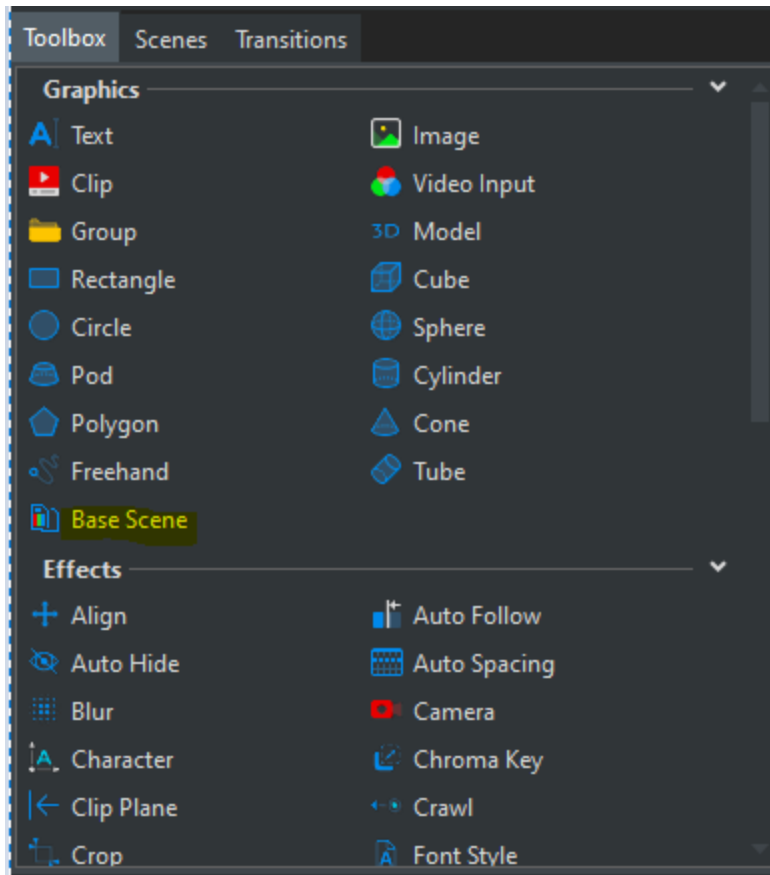 Toolbox Scenes Transitions
Graphics
Text Image
Clip Video Input
Group 3D Model
Rectangle Cube
Circle Sphere
Pod Cylinder
Polygon Cone
Freehand Tube
Base Scene
Effects
Align Auto Follow
Auto Hide Auto Spacing
Blur Camera
Character Chroma Key
Clip Plane Crawl
Crop Font Style